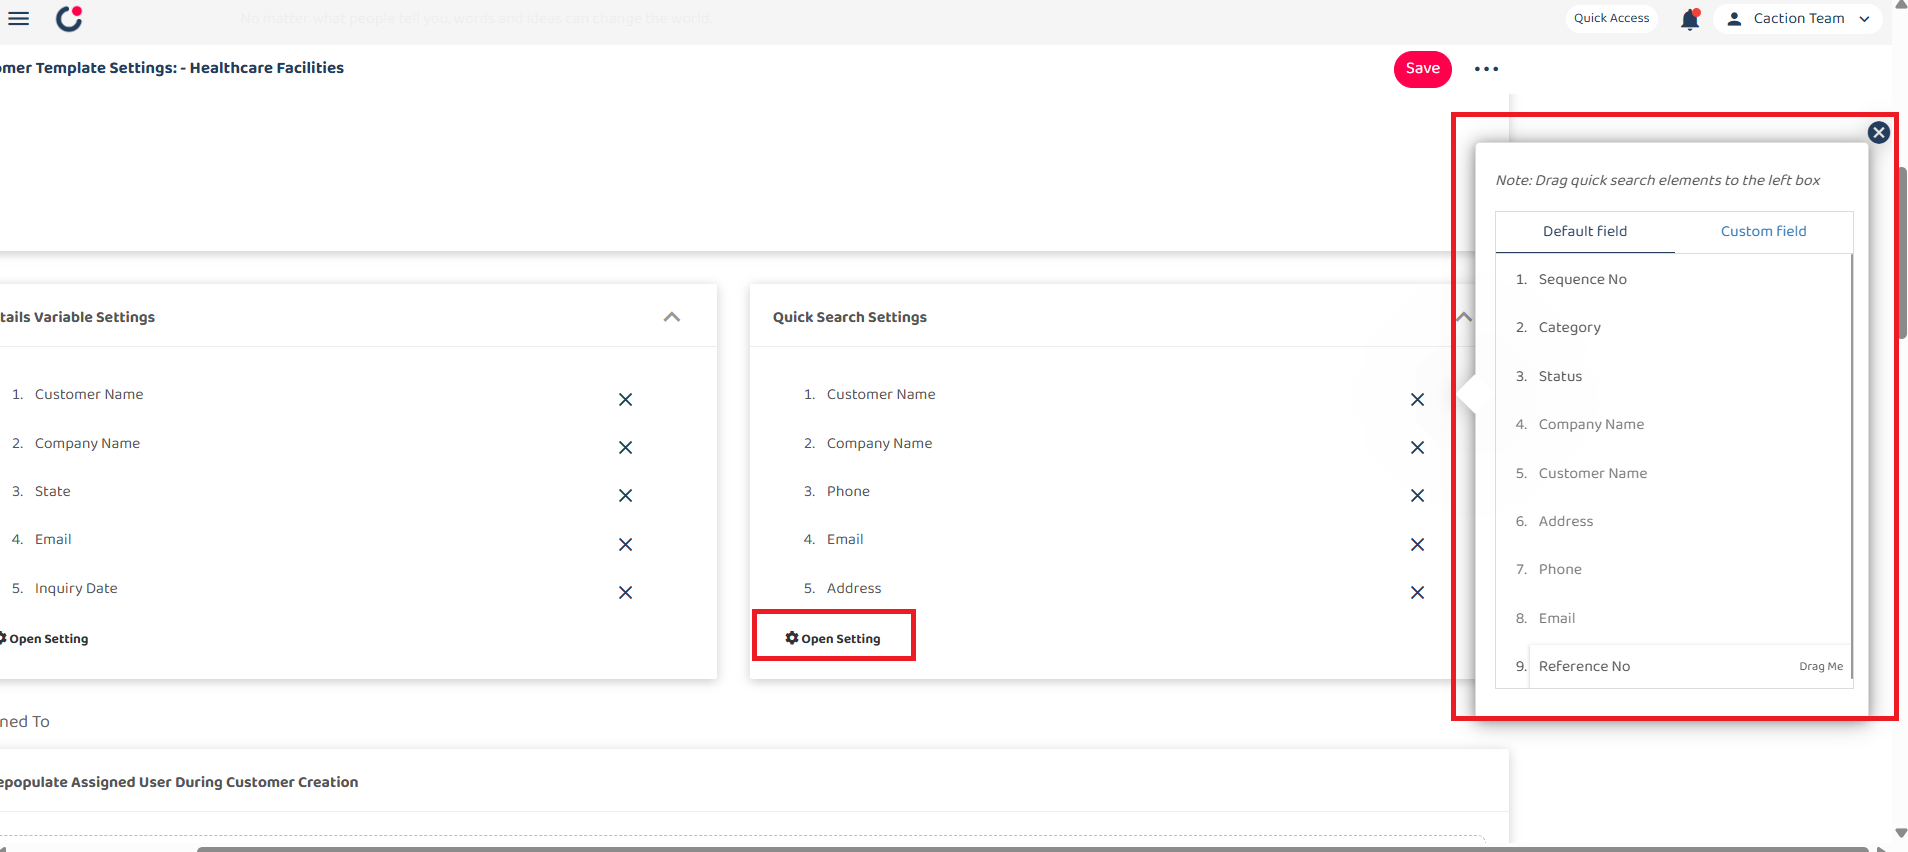 No matter what people tell you, words and ideas can change the world.
Quick Access
Caction Team
omer Template Settings: - Healthcare Facilities
Save
Note: Drag quick search elements to the left box
Default field
Custom field
1. Sequence No
2. Category
3. Status
4. Company Name
5. Customer Name
6. Address
7. Phone
8. Email
9. Reference No
Drag Me
tails Variable Settings
1. Customer Name
2. Company Name
3. State
4. Email
5. Inquiry Date
Open Setting
Quick Search Settings
1. Customer Name
2. Company Name
3. Phone
4. Email
5. Address
Open Setting
ned To
epopulate Assigned User During Customer Creation